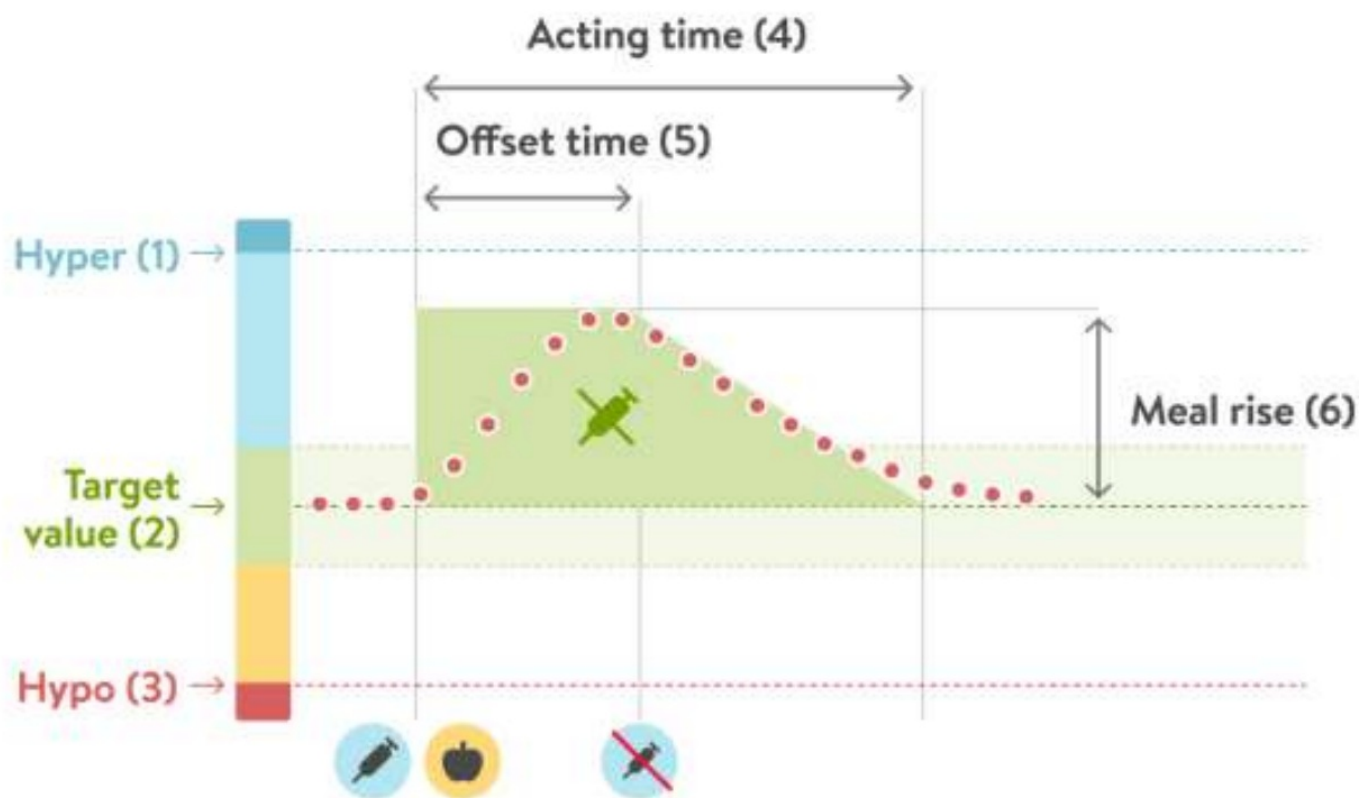 Acting time (4)
Offset time (5)
Hyper (1)
Meal rise (6)
Target
value (2)
Hypo (3)